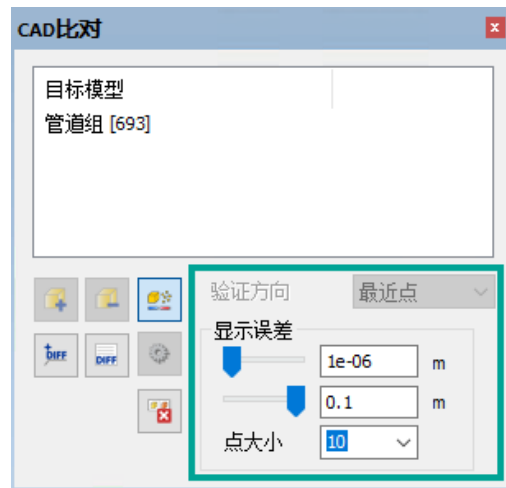 CAD比对
目标模型
管道组 [693]
验证方向 最近点
显示误差
1e-06 m
0.1 m
DIFF DIFF
点大小 10